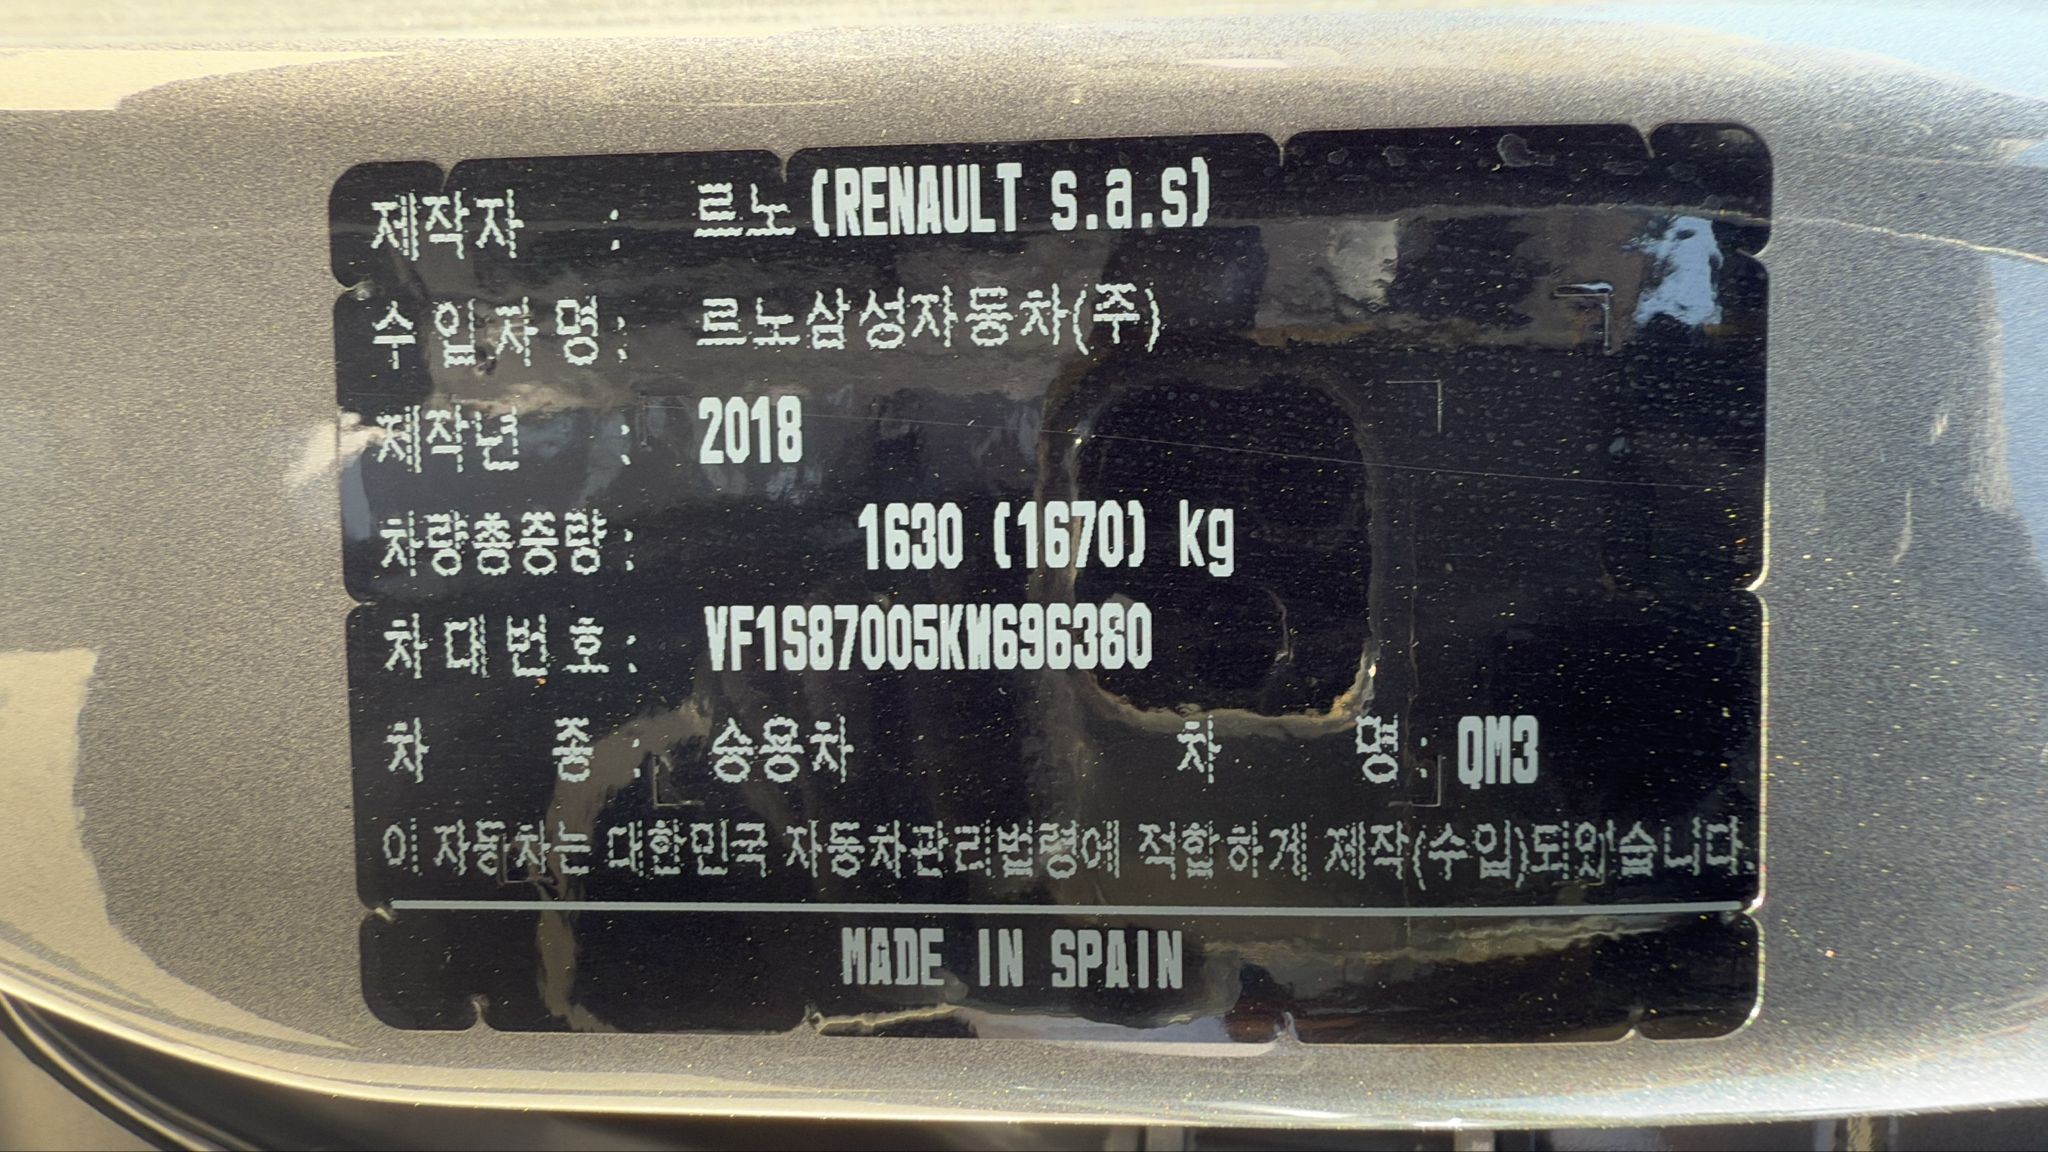 제작자 : 르노(RENAULT s.a.s)
수입자명 : 르노삼성자동차(주)
제작년 : 2018
차량총중량 : 1630 (1670) kg
차대번호 : VF1S87005KW696380
차 종 : 승용차 차 명 : QM3
이 자동차는 대한민국 자동차관리법령에 적합하게 제작(수입)되었습니다.
MADE IN SPAIN